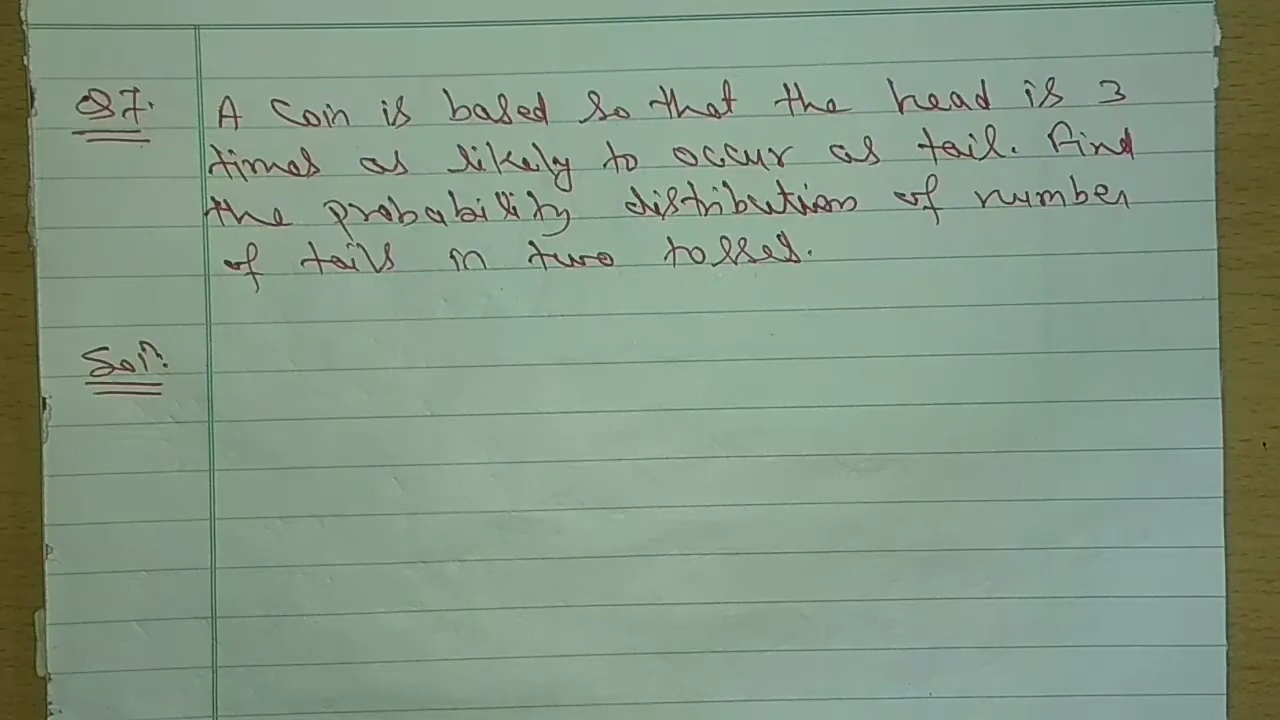 Q7. A coin is based so that the head is 3
times as likely to occur as tail. Find
the probability distribution of number
of tails in two tosses.
Sol?.